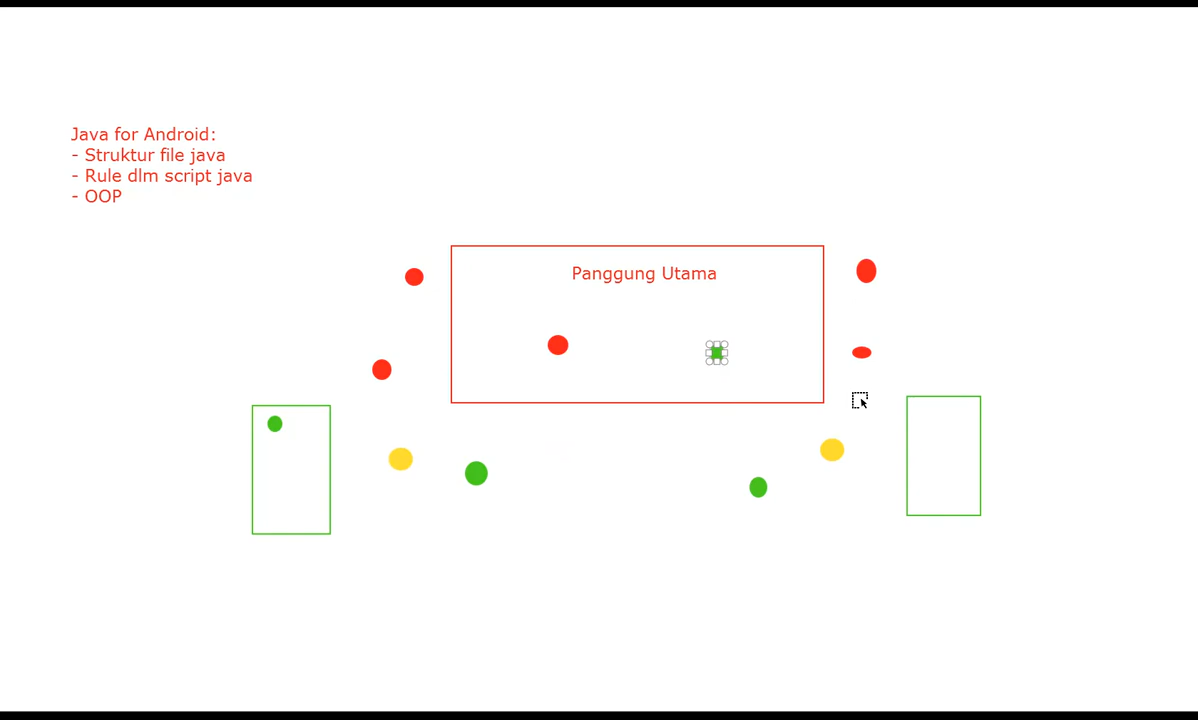 Java for Android:
- Struktur file java
- Rule dlm script java
- OOP
Panggung Utama